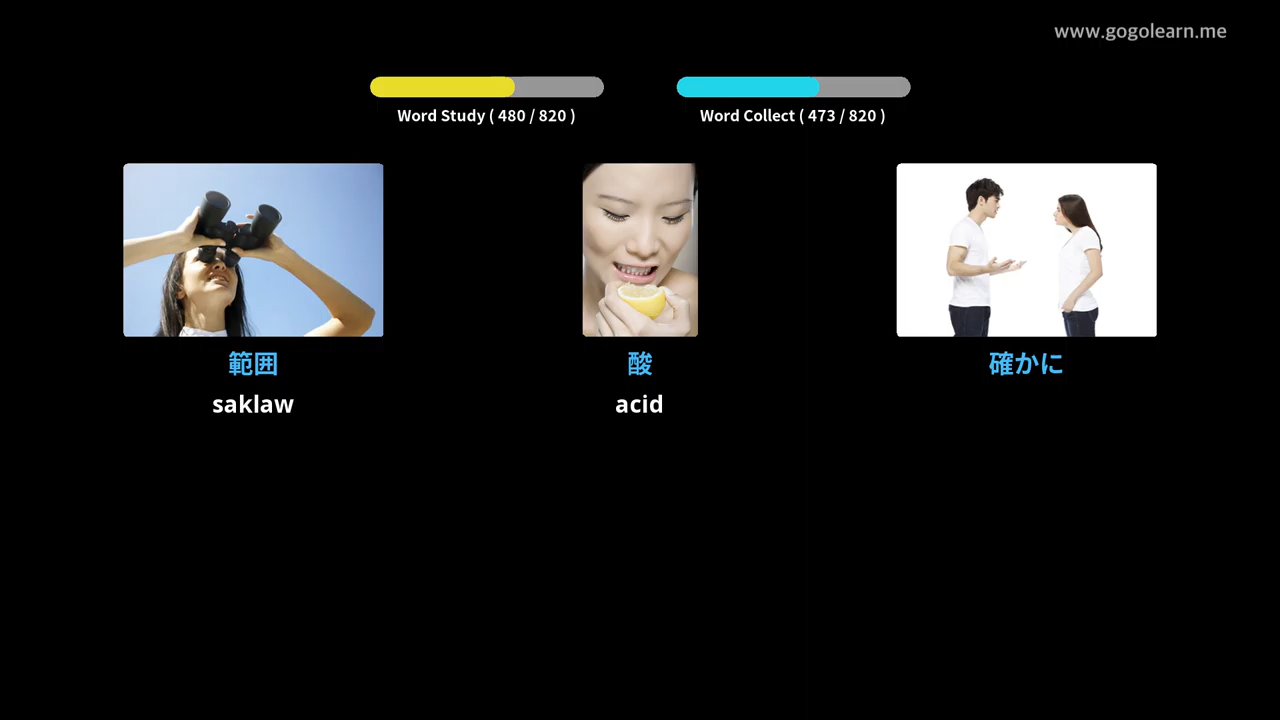 www.gogolearn.me
Word Study ( 480 / 820 )
Word Collect ( 473 / 820 )
範囲
酸
確かに
saklaw
acid